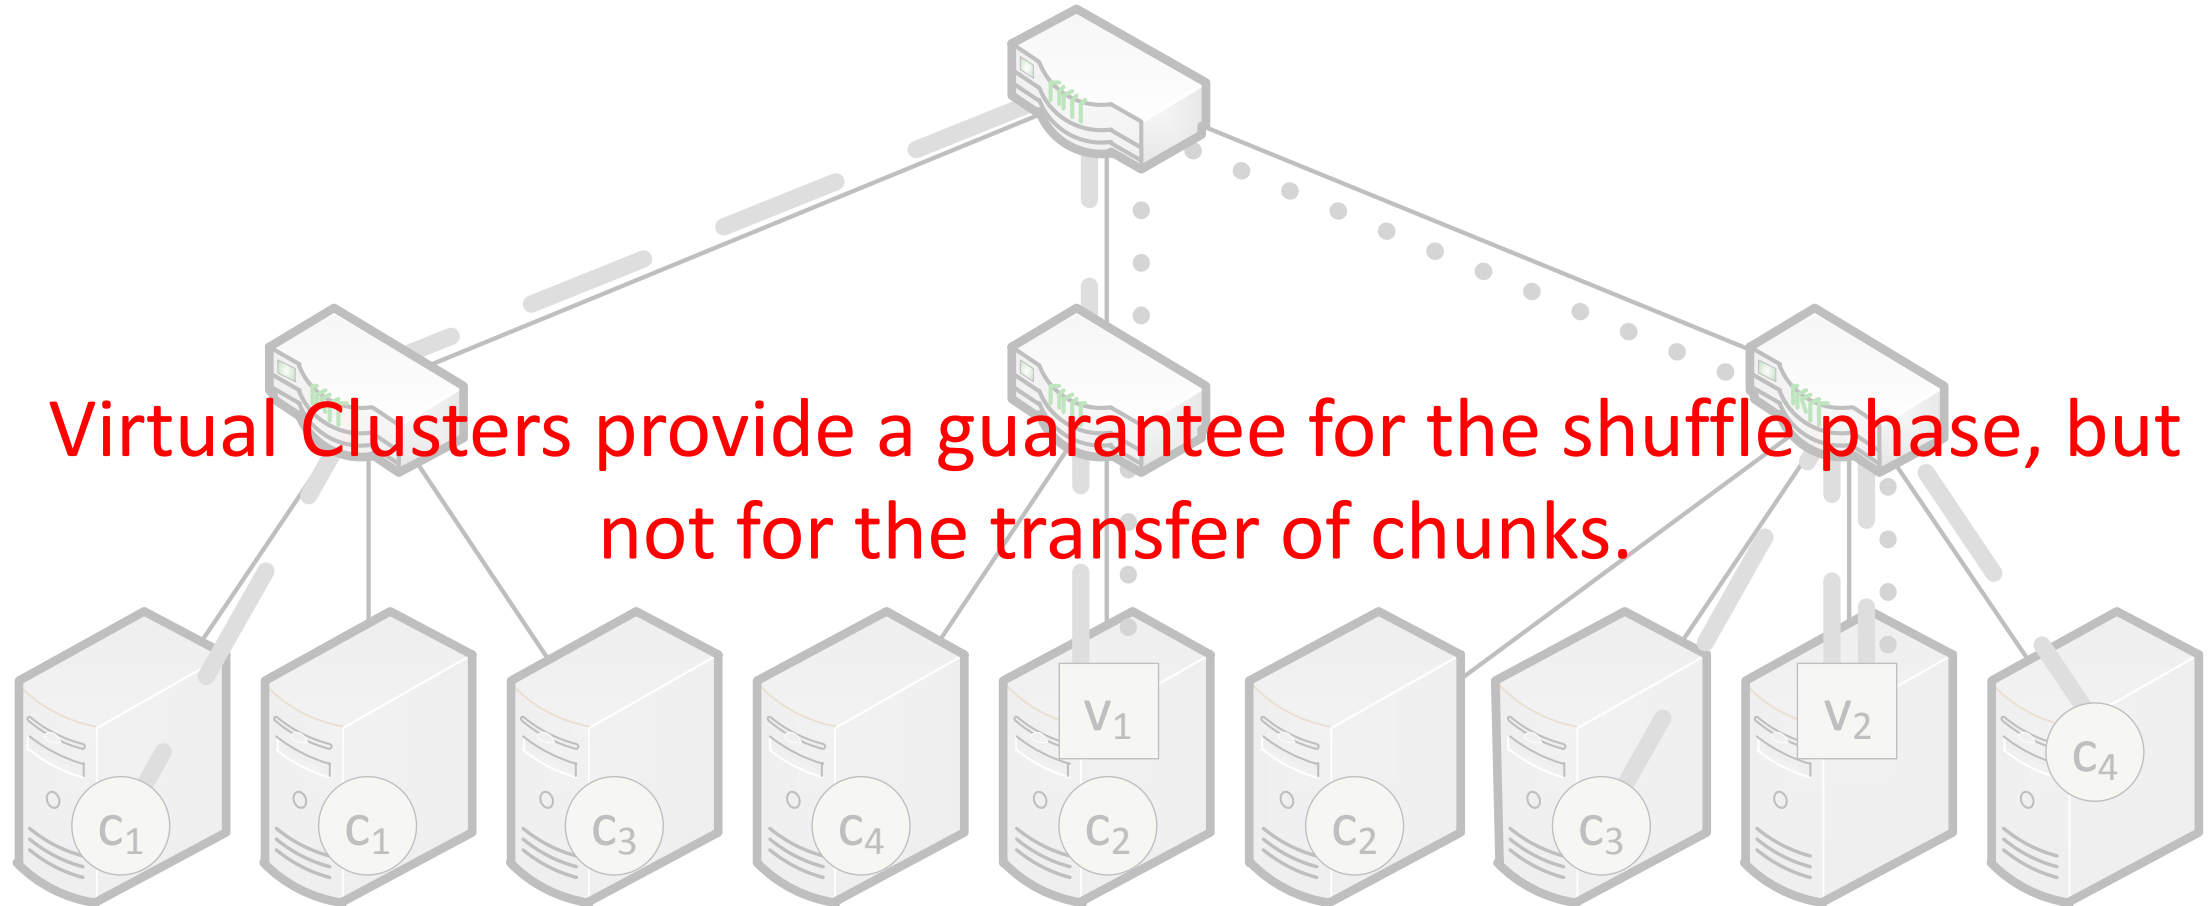 Virtual Clusters provide a guarantee for the shuffle phase, but
not for the transfer of chunks.
v₁ v₂
c₄
c₁ c₁ c₃ c₄ c₂ c₂ c₃